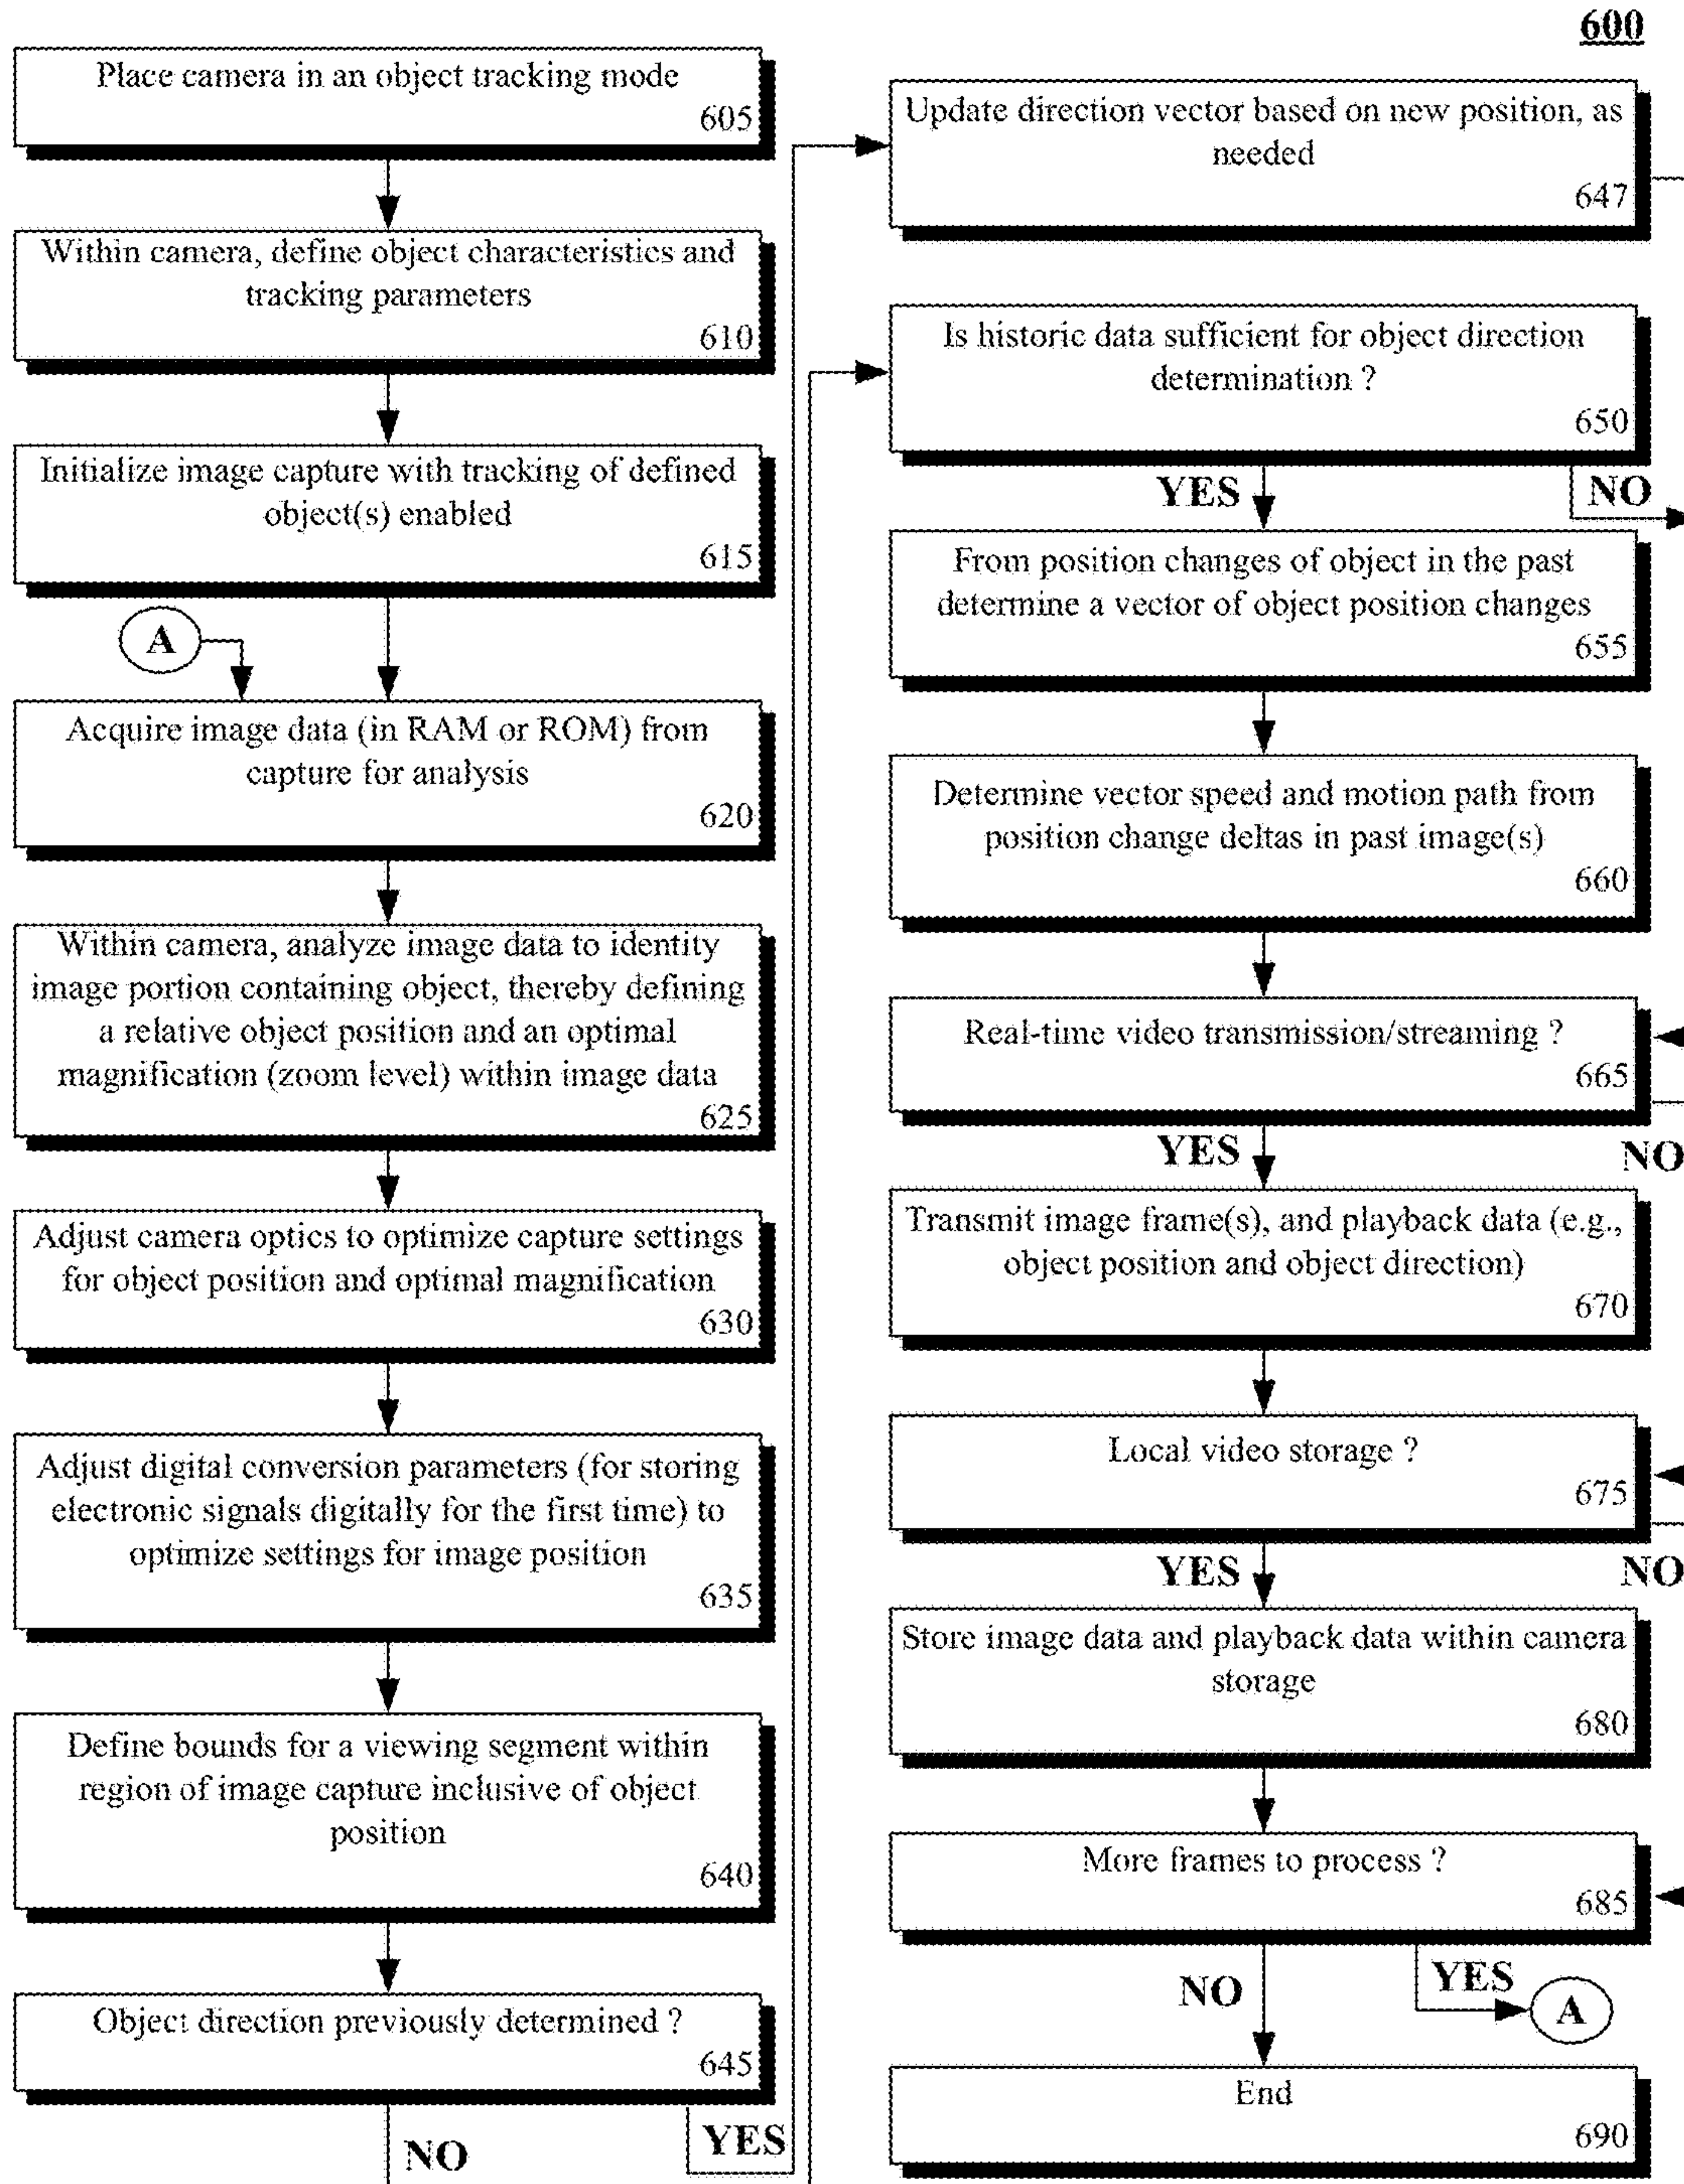 600
Place camera in an object tracking mode
605
Within camera, define object characteristics and
tracking parameters
610
Initialize image capture with tracking of defined
object(s) enabled
615
A
Acquire image data (in RAM or ROM) from
capture for analysis
620
Within camera, analyze image data to identity
image portion containing object, thereby defining
a relative object position and an optimal
magnification (zoom level) within image data
625
Adjust camera optics to optimize capture settings
for object position and optimal magnification
630
Adjust digital conversion parameters (for storing
electronic signals digitally for the first time) to
optimize settings for image position
635
Define bounds for a viewing segment within
region of image capture inclusive of object
position
640
Object direction previously determined ?
645
NO
YES
Update direction vector based on new position, as
needed
647
Is historic data sufficient for object direction
determination ?
650
YES
NO
From position changes of object in the past
determine a vector of object position changes
655
Determine vector speed and motion path from
position change deltas in past image(s)
660
Real-time video transmission/streaming ?
665
YES
NO
Transmit image frame(s), and playback data (e.g.,
object position and object direction)
670
Local video storage ?
675
YES
NO
Store image data and playback data within camera
storage
680
More frames to process ?
685
NO
YES
A
End
690